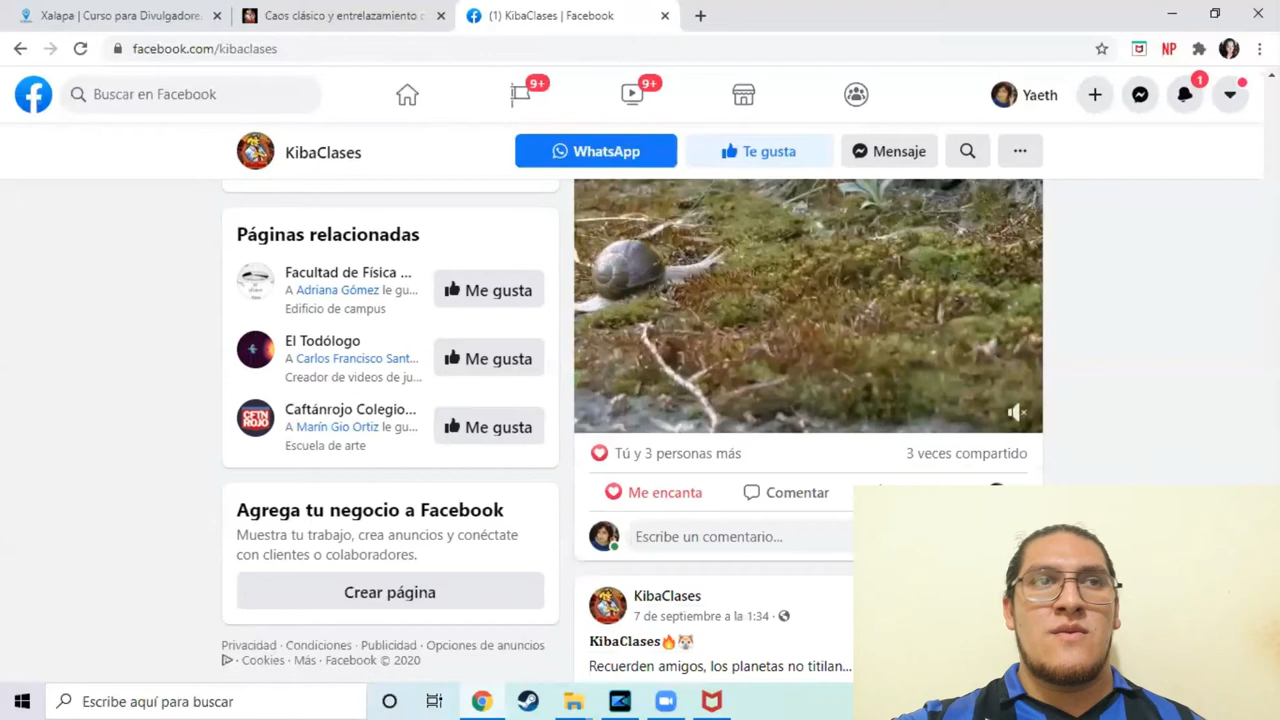 Xalapa | Curso para Divulgadore
Caos clásico y entrelazamiento c
(1) KibaClases | Facebook
facebook.com/kibaclases
NP
Buscar en Facebook
9+
9+
Yaeth
1
KibaClases
WhatsApp
Te gusta
Mensaje
Páginas relacionadas
Facultad de Física ...
A Adriana Gómez le gu...
Edificio de campus
Me gusta
El Todólogo
A Carlos Francisco Sant...
Creador de videos de ju...
Me gusta
CFTN
ROJO
Caftánrojo Colegio...
A Marín Gio Ortiz le gu...
Escuela de arte
Me gusta
Agrega tu negocio a Facebook
Muestra tu trabajo, crea anuncios y conéctate
con clientes o colaboradores.
Crear página
Privacidad · Condiciones · Publicidad · Opciones de anuncios
· Cookies · Más · Facebook © 2020
Tú y 3 personas más
3 veces compartido
Me encanta
Comentar
Escribe un comentario...
KibaClases
7 de septiembre a la 1:34 ·
KibaClases🔥🐹
Recuerden amigos, los planetas no titilan...
Escribe aquí para buscar